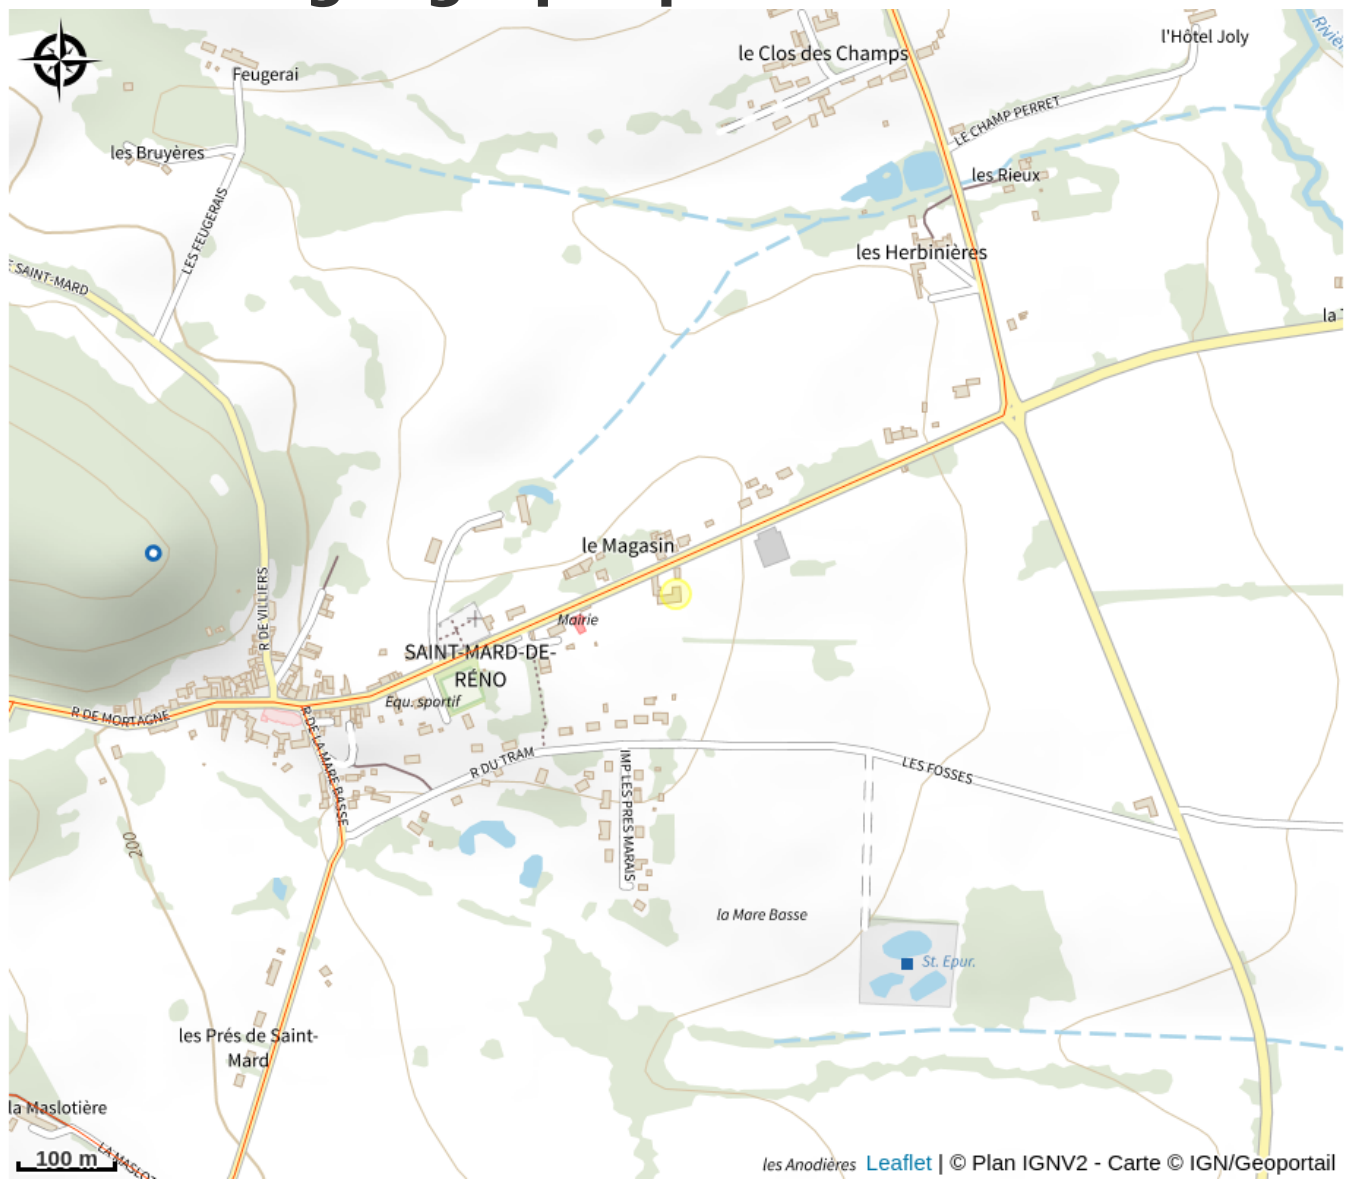 l'Hôtel Joly
le Clos des Champs
Feugerai
LE CHAMP PERRET
les Bruyères
les Rieux
LES FEUGERAIS
les Herbinières
SAINT-MARD
la
le Magasin
R DE VILLIERS
Mairie
SAINT-MARD-DE-
RÉNO
Equ. sportif
R DE MORTAGNE
R DE LA MARE BASSE
R DU TRAM
IMP LES PRES MARAIS
LES FOSSES
200
la Mare Basse
St. Epur.
les Prés de Saint-
Mard
la Maslotière
LA MASLOT
100 m
les Anodières
Leaflet | © Plan IGNV2 - Carte © IGN/Geoportail